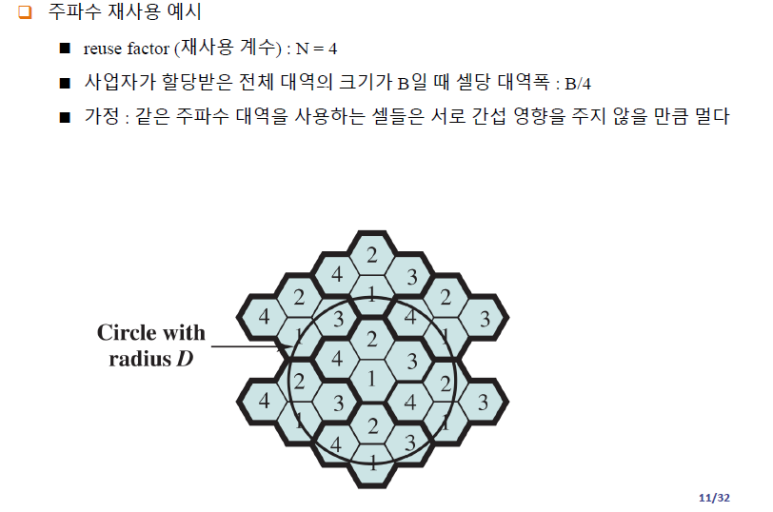 주파수 재사용 예시
reuse factor (재사용 계수) : N = 4
사업자가 할당받은 전체 대역의 크기가 B일 때 셀당 대역폭 : B/4
가정 : 같은 주파수 대역을 사용하는 셀들은 서로 간섭 영향을 주지 않을 만큼 멀다
2
4 3
2 1 2
4 3 4 3
1 2 1
Circle with
radius D
4 3
2 1 2
4 3 4 3
1 2 1
4 3
1
11/32